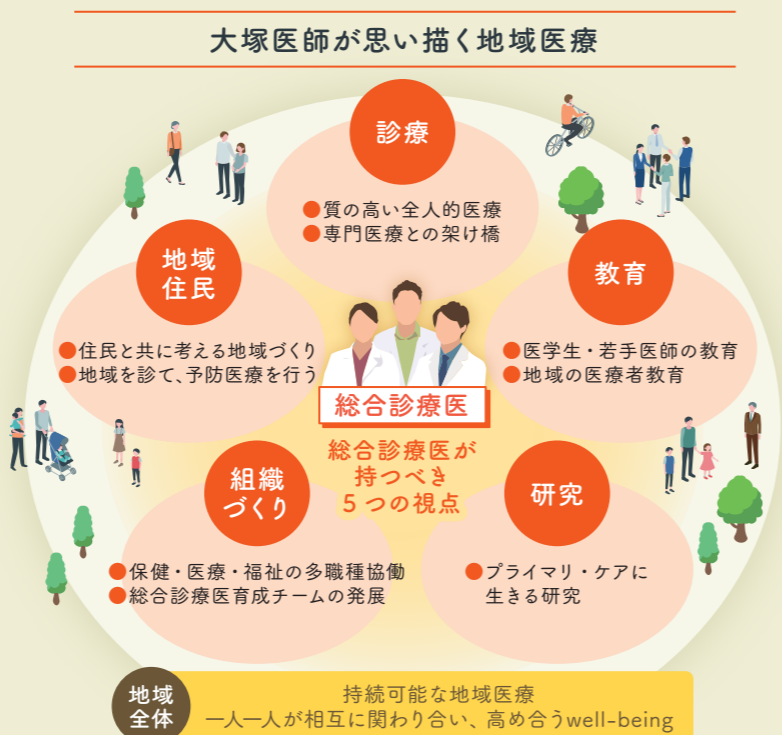 大塚医師が思い描く地域医療
診療
●質の高い全人的医療
●専門医療との架け橋
地域
住民
●住民と共に考える地域づくり
●地域を診て、予防医療を行う
教育
●医学生・若手医師の教育
●地域の医療者教育
総合診療医
総合診療医が
持つべき
5つの視点
組織
づくり
●保健・医療・福祉の多職種協働
●総合診療医育成チームの発展
研究
●プライマリ・ケアに
生きる研究
地域
全体
持続可能な地域医療
一人一人が相互に関わり合い、高め合うwell-being